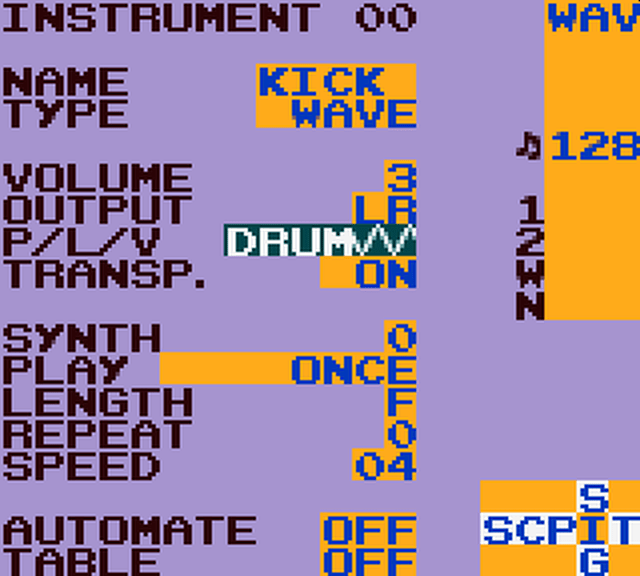 INSTRUMENT 00 WAV
NAME KICK
TYPE WAVE
128
VOLUME 3
OUTPUT LR 1
P/L/V DRUM 2
TRANSP. ON W
N
SYNTH 0
PLAY ONCE
LENGTH F
REPEAT 0
SPEED 04
S
AUTOMATE OFF SCPIT
TABLE OFF G